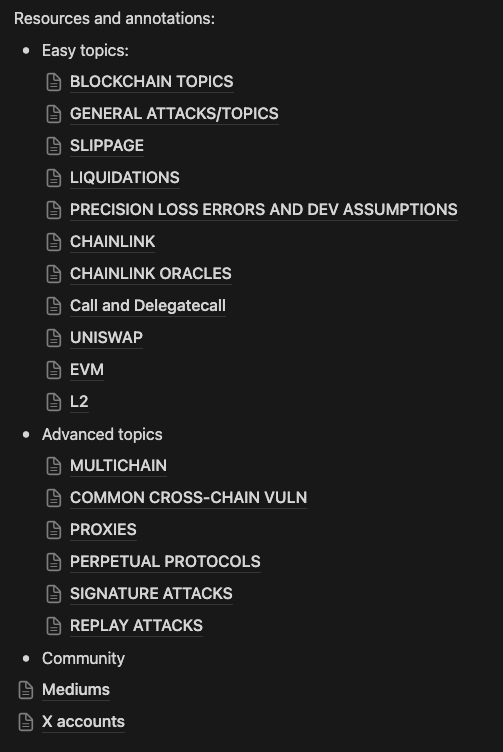 Resources and annotations:
Easy topics:
BLOCKCHAIN TOPICS
GENERAL ATTACKS/TOPICS
SLIPPAGE
LIQUIDATIONS
PRECISION LOSS ERRORS AND DEV ASSUMPTIONS
CHAINLINK
CHAINLINK ORACLES
Call and Delegatecall
UNISWAP
EVM
L2
Advanced topics
MULTICHAIN
COMMON CROSS-CHAIN VULN
PROXIES
PERPETUAL PROTOCOLS
SIGNATURE ATTACKS
REPLAY ATTACKS
Community
Mediums
X accounts